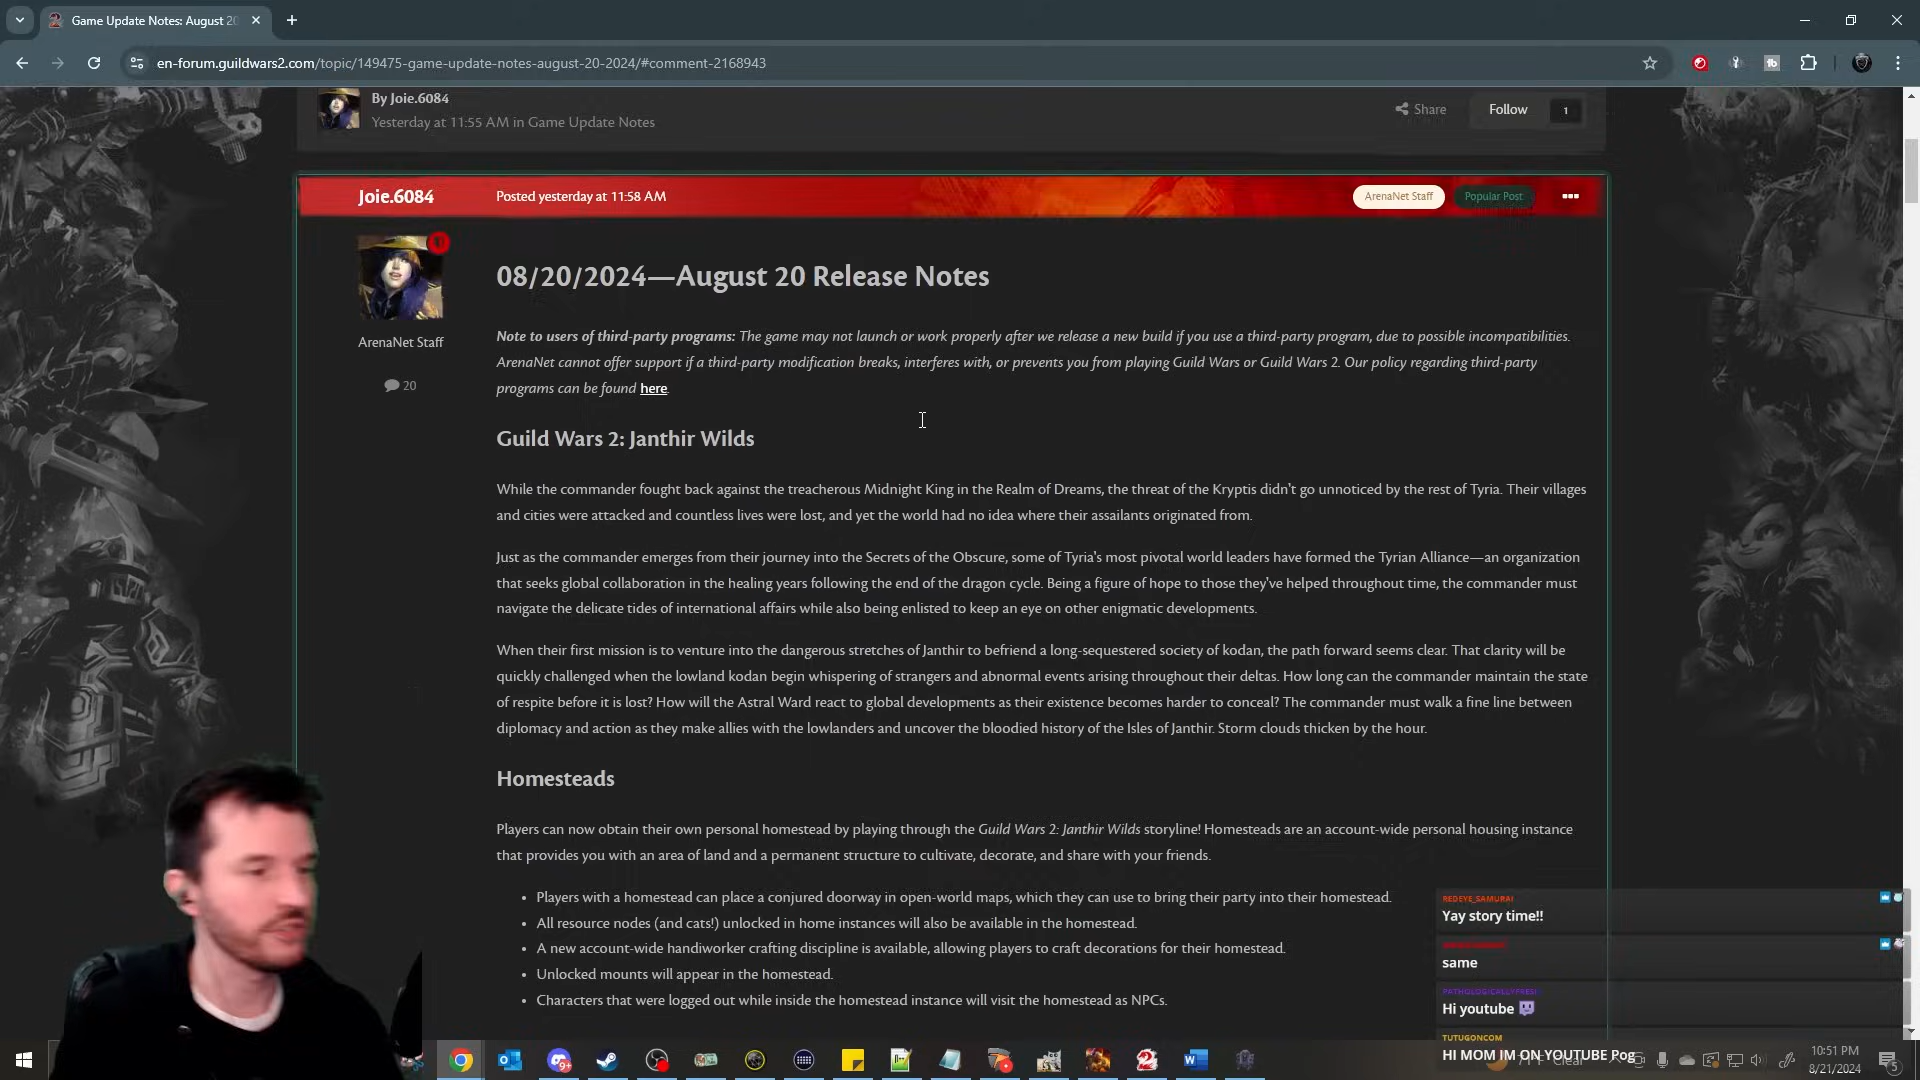 Game Update Notes: August 20
en-forum.guildwars2.com/topic/149475-game-update-notes-august-20-2024/#comment-2168943
By Joie.6084
Yesterday at 11:55 AM in Game Update Notes
Share
Follow
1
Joie.6084
Posted yesterday at 11:58 AM
ArenaNet Staff
Popular Post
ArenaNet Staff
20
08/20/2024—August 20 Release Notes
Note to users of third-party programs: The game may not launch or work properly after we release a new build if you use a third-party program, due to possible incompatibilities.
ArenaNet cannot offer support if a third-party modification breaks, interferes with, or prevents you from playing Guild Wars or Guild Wars 2. Our policy regarding third-party
programs can be found here.
Guild Wars 2: Janthir Wilds
While the commander fought back against the treacherous Midnight King in the Realm of Dreams, the threat of the Kryptis didn't go unnoticed by the rest of Tyria. Their villages
and cities were attacked and countless lives were lost, and yet the world had no idea where their assailants originated from.
Just as the commander emerges from their journey into the Secrets of the Obscure, some of Tyria's most pivotal world leaders have formed the Tyrian Alliance—an organization
that seeks global collaboration in the healing years following the end of the dragon cycle. Being a figure of hope to those they've helped throughout time, the commander must
navigate the delicate tides of international affairs while also being enlisted to keep an eye on other enigmatic developments.
When their first mission is to venture into the dangerous stretches of Janthir to befriend a long-sequestered society of kodan, the path forward seems clear. That clarity will be
quickly challenged when the lowland kodan begin whispering of strangers and abnormal events arising throughout their deltas. How long can the commander maintain the state
of respite before it is lost? How will the Astral Ward react to global developments as their existence becomes harder to conceal? The commander must walk a fine line between
diplomacy and action as they make allies with the lowlanders and uncover the bloodied history of the Isles of Janthir. Storm clouds thicken by the hour.
Homesteads
Players can now obtain their own personal homestead by playing through the Guild Wars 2: Janthir Wilds storyline! Homesteads are an account-wide personal housing instance
that provides you with an area of land and a permanent structure to cultivate, decorate, and share with your friends.
• Players with a homestead can place a conjured doorway in open-world maps, which they can use to bring their party into their homestead.
• All resource nodes (and cats!) unlocked in home instances will also be available in the homestead.
• A new account-wide handiworker crafting discipline is available, allowing players to craft decorations for their homestead.
• Unlocked mounts will appear in the homestead.
• Characters that were logged out while inside the homestead instance will visit the homestead as NPCs.
REDEYE_SAMURAI
Yay story time!!
same
Hi youtube
TUTUGONCOM
HI MOM IM ON YOUTUBE Pog
Clear
10:51 PM
8/21/2024
5